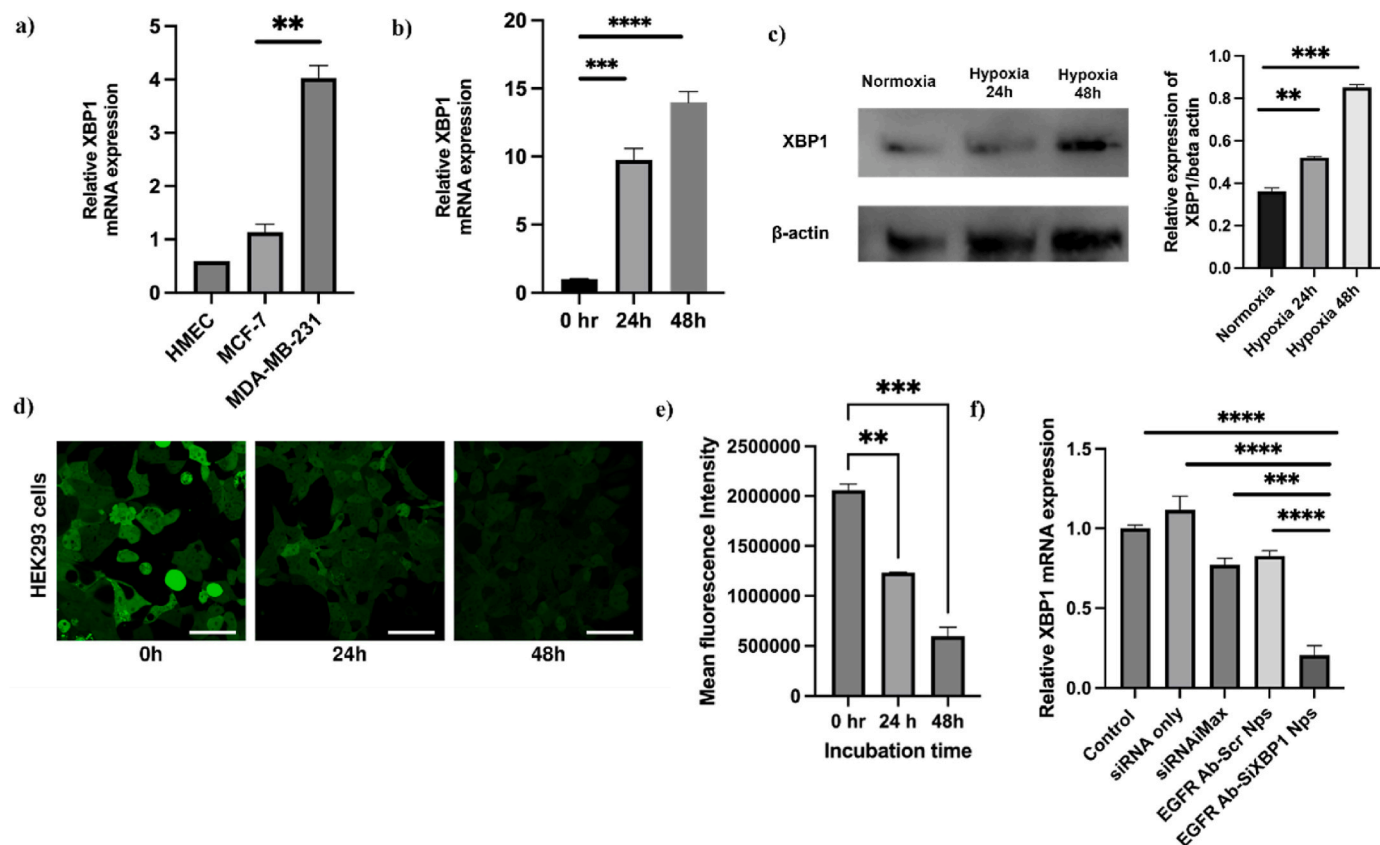 a)
Relative XBP1
mRNA expression
5
4
3
2
1
0
**
HMEC
MCF-7
MDA-MB-231
b)
Relative XBP1
mRNA expression
20
15
10
5
0
****
***
0 hr
24h
48h
c)
Normoxia
Hypoxia
24h
Hypoxia
48h
XBP1
β-actin
Relative expression of
XBP1/beta actin
1.0
0.8
0.6
0.4
0.2
0.0
***
**
Normoxia
Hypoxia 24h
Hypoxia 48h
d)
HEK293 cells
0h
24h
48h
e)
Mean fluorescence Intensity
2500000
2000000
1500000
1000000
500000
0
***
**
0 hr
24 h
48h
Incubation time
f)
Relative XBP1 mRNA expression
1.5
1.0
0.5
0.0
****
****
***
****
Control
siRNA only
siRNAiMax
EGFR Ab-Scr Nps
EGFR Ab-SiXBP1 Nps